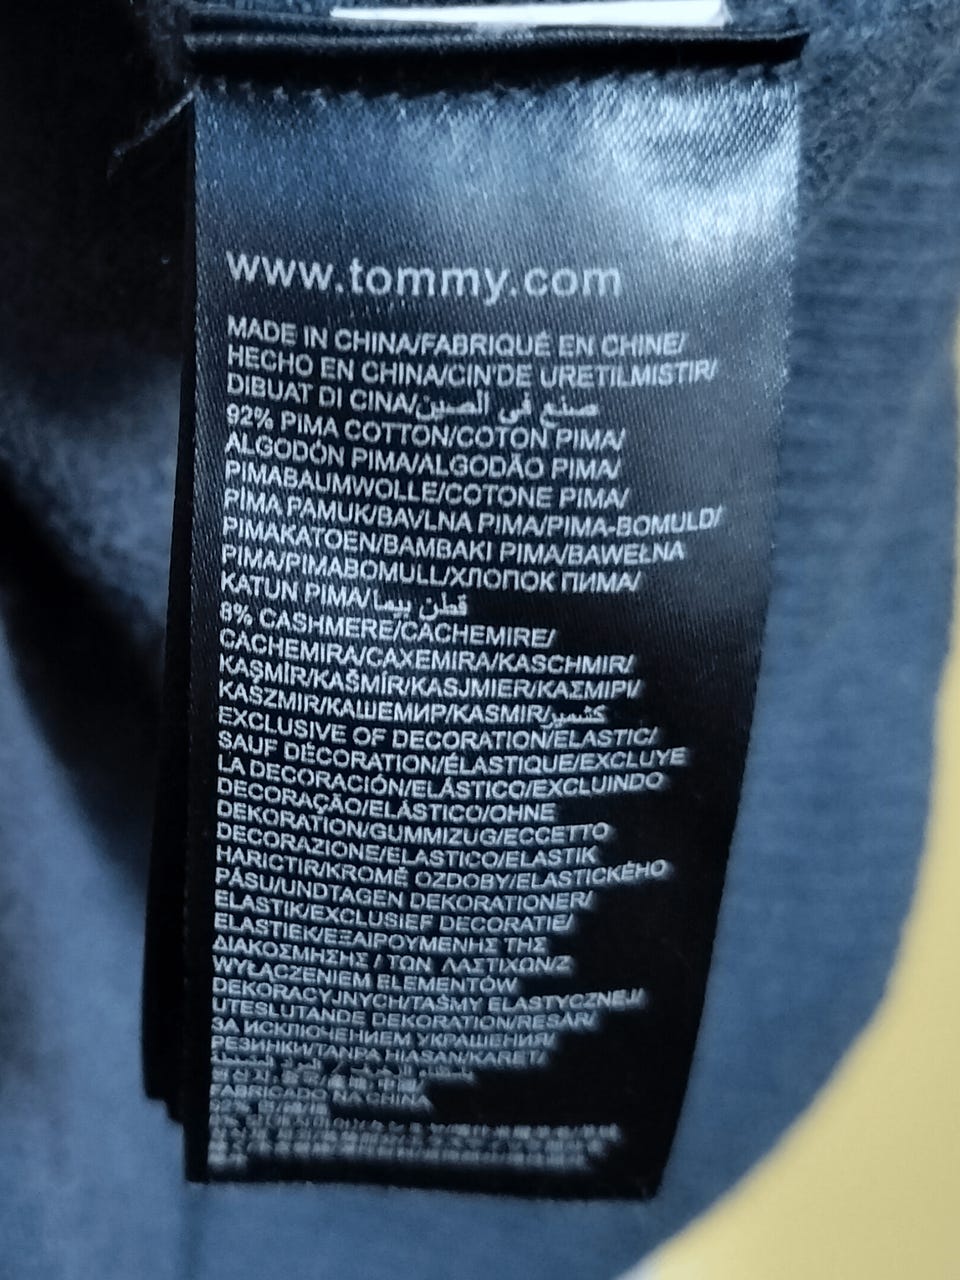 www.tommy.com
MADE IN CHINA/FABRIQUÉ EN CHINE/
HECHO EN CHINA/CIN'DE URETILMISTIR/
DIBUAT DI CINA/صنع في الصين
92% PIMA COTTON/COTON PIMA/
ALGODÓN PIMA/ALGODÃO PIMA/
PIMABAUMWOLLE/COTONE PIMA/
PİMA PAMUK/BAVLNA PIMA/PIMA-BOMULD/
PIMAKATOEN/BAMBAKI PIMA/BAWEŁNA
PIMA/PIMABOMULL/ХЛОПОК ПИМА/
KATUN PIMA/قطن بيما
8% CASHMERE/CACHEMIRE/
CACHEMIRA/CAXEMIRA/KASCHMIR/
KAŞMİR/KAŠMÍR/KASJMIER/ΚΑΣΜΙΡΙ/
KASZMIR/КАШЕМИР/KASMIR/كشمير
EXCLUSIVE OF DECORATION/ELASTIC/
SAUF DÉCORATION/ÉLASTIQUE/EXCLUYE
LA DECORACIÓN/ELÁSTICO/EXCLUINDO
DECORAÇÃO/ELÁSTICO/OHNE
DEKORATION/GUMMIZUG/ECCETTO
DECORAZIONE/ELASTICO/ELASTIK
HARICTIR/KROMĚ OZDOBY/ELASTICKÉHO
PÁSU/UNDTAGEN DEKORATIONER/
ELASTIK/EXCLUSIEF DECORATIE/
ELASTIEK/ΕΞΑΙΡΟΥΜΕΝΗΣ ΤΗΣ
ΔΙΑΚΟΣΜΗΣΗΣ / ΤΩΝ ΛΑΣΤΙΧΩΝ/Z
WYŁĄCZENIEM ELEMENTÓW
DEKORACYJNYCH/TAŚMY ELASTYCZNEJ/
UTESLUTANDE DEKORATION/RESÅR/
ЗА ИСКЛЮЧЕНИЕМ УКРАШЕНИЯ/
РЕЗИНКИ/TANPA HIASAN/KARET/
FABRICADO NA CHINA